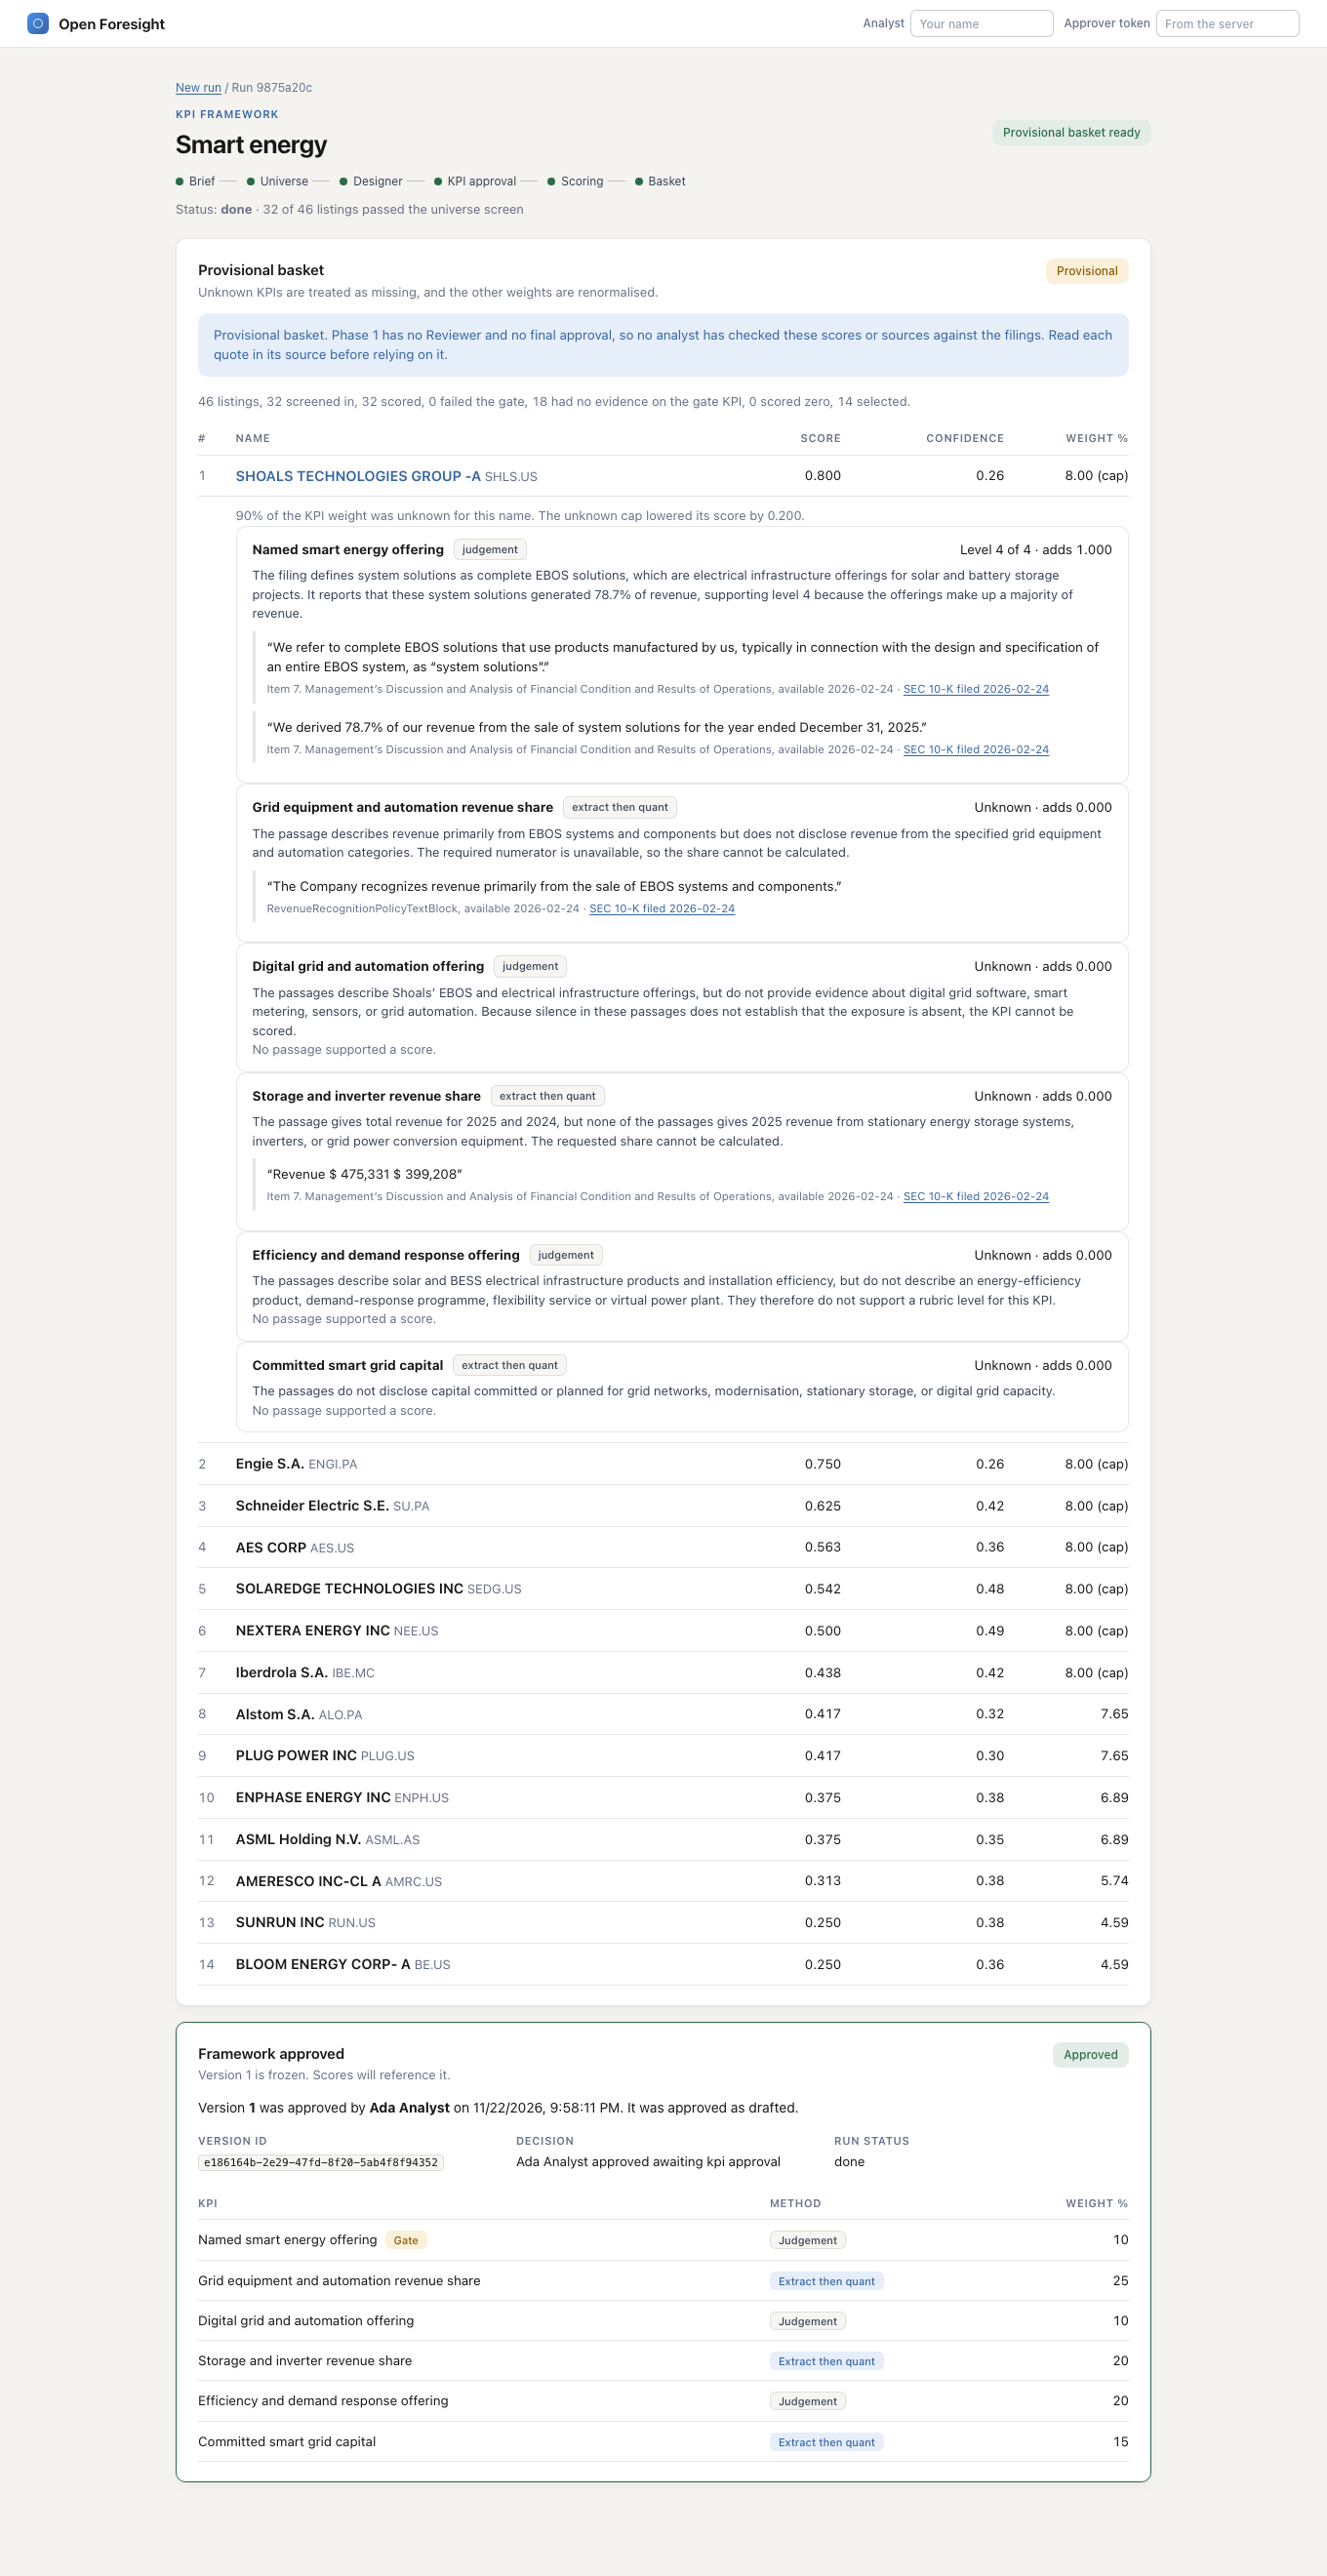 Open Foresight
Analyst
Your name
Approver token
From the server
New run / Run 9875a20c
KPI FRAMEWORK
Smart energy
Provisional basket ready
Brief
Universe
Designer
KPI approval
Scoring
Basket
Status: done · 32 of 46 listings passed the universe screen
Provisional basket
Provisional
Unknown KPIs are treated as missing, and the other weights are renormalised.
Provisional basket. Phase 1 has no Reviewer and no final approval, so no analyst has checked these scores or sources against the filings. Read each
quote in its source before relying on it.
46 listings, 32 screened in, 32 scored, 0 failed the gate, 18 had no evidence on the gate KPI, 0 scored zero, 14 selected.
# NAME SCORE CONFIDENCE WEIGHT %
1 SHOALS TECHNOLOGIES GROUP -A SHLS.US 0.800 0.26 8.00 (cap)
90% of the KPI weight was unknown for this name. The unknown cap lowered its score by 0.200.
Named smart energy offering judgement Level 4 of 4 · adds 1.000
The filing defines system solutions as complete EBOS solutions, which are electrical infrastructure offerings for solar and battery storage
projects. It reports that these system solutions generated 78.7% of revenue, supporting level 4 because the offerings make up a majority of
revenue.
“We refer to complete EBOS solutions that use products manufactured by us, typically in connection with the design and specification of
an entire EBOS system, as “system solutions”.”
Item 7. Management’s Discussion and Analysis of Financial Condition and Results of Operations, available 2026-02-24 · SEC 10-K filed 2026-02-24
“We derived 78.7% of our revenue from the sale of system solutions for the year ended December 31, 2025.”
Item 7. Management’s Discussion and Analysis of Financial Condition and Results of Operations, available 2026-02-24 · SEC 10-K filed 2026-02-24
Grid equipment and automation revenue share extract then quant Unknown · adds 0.000
The passage describes revenue primarily from EBOS systems and components but does not disclose revenue from the specified grid equipment
and automation categories. The required numerator is unavailable, so the share cannot be calculated.
“The Company recognizes revenue primarily from the sale of EBOS systems and components.”
RevenueRecognitionPolicyTextBlock, available 2026-02-24 · SEC 10-K filed 2026-02-24
Digital grid and automation offering judgement Unknown · adds 0.000
The passages describe Shoals’ EBOS and electrical infrastructure offerings, but do not provide evidence about digital grid software, smart
metering, sensors, or grid automation. Because silence in these passages does not establish that the exposure is absent, the KPI cannot be
scored.
No passage supported a score.
Storage and inverter revenue share extract then quant Unknown · adds 0.000
The passage gives total revenue for 2025 and 2024, but none of the passages gives 2025 revenue from stationary energy storage systems,
inverters, or grid power conversion equipment. The requested share cannot be calculated.
“Revenue $ 475,331 $ 399,208”
Item 7. Management’s Discussion and Analysis of Financial Condition and Results of Operations, available 2026-02-24 · SEC 10-K filed 2026-02-24
Efficiency and demand response offering judgement Unknown · adds 0.000
The passages describe solar and BESS electrical infrastructure products and installation efficiency, but do not describe an energy-efficiency
product, demand-response programme, flexibility service or virtual power plant. They therefore do not support a rubric level for this KPI.
No passage supported a score.
Committed smart grid capital extract then quant Unknown · adds 0.000
The passages do not disclose capital committed or planned for grid networks, modernisation, stationary storage, or digital grid capacity.
No passage supported a score.
2 Engie S.A. ENGI.PA 0.750 0.26 8.00 (cap)
3 Schneider Electric S.E. SU.PA 0.625 0.42 8.00 (cap)
4 AES CORP AES.US 0.563 0.36 8.00 (cap)
5 SOLAREDGE TECHNOLOGIES INC SEDG.US 0.542 0.48 8.00 (cap)
6 NEXTERA ENERGY INC NEE.US 0.500 0.49 8.00 (cap)
7 Iberdrola S.A. IBE.MC 0.438 0.42 8.00 (cap)
8 Alstom S.A. ALO.PA 0.417 0.32 7.65
9 PLUG POWER INC PLUG.US 0.417 0.30 7.65
10 ENPHASE ENERGY INC ENPH.US 0.375 0.38 6.89
11 ASML Holding N.V. ASML.AS 0.375 0.35 6.89
12 AMERESCO INC-CL A AMRC.US 0.313 0.38 5.74
13 SUNRUN INC RUN.US 0.250 0.38 4.59
14 BLOOM ENERGY CORP- A BE.US 0.250 0.36 4.59
Framework approved
Approved
Version 1 is frozen. Scores will reference it.
Version 1 was approved by Ada Analyst on 11/22/2026, 9:58:11 PM. It was approved as drafted.
VERSION ID DECISION RUN STATUS
e186164b-2e29-47fd-8f20-5ab4f8f94352 Ada Analyst approved awaiting kpi approval done
KPI METHOD WEIGHT %
Named smart energy offering Gate Judgement 10
Grid equipment and automation revenue share Extract then quant 25
Digital grid and automation offering Judgement 10
Storage and inverter revenue share Extract then quant 20
Efficiency and demand response offering Judgement 20
Committed smart grid capital Extract then quant 15